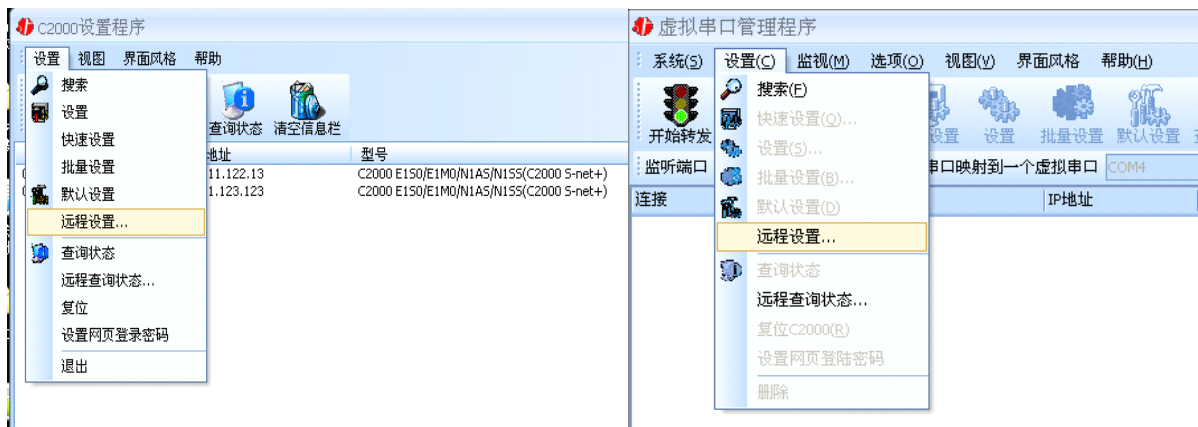 C2000设置程序
设置 视图 界面风格 帮助
搜索
设置
快速设置
批量设置
默认设置
远程设置...
查询状态
远程查询状态...
复位
设置网页登录密码
退出
查询状态 清空信息栏
地址 型号
11.122.13 C2000 E1S0/E1M0/N1AS/N1SS(C2000 S-net+)
1.123.123 C2000 E1S0/E1M0/N1AS/N1SS(C2000 S-net+)
虚拟串口管理程序
系统(S) 设置(C) 监视(M) 选项(O) 视图(V) 界面风格 帮助(H)
搜索(F)
快速设置(Q)...
设置(S)...
批量设置(B)...
默认设置(D)
远程设置...
查询状态
远程查询状态...
复位C2000(R)
设置网页登陆密码
删除
开始转发 设置 设置 批量设置 默认设置
监听端口 串口映射到一个虚拟串口 COM4
连接 IP地址